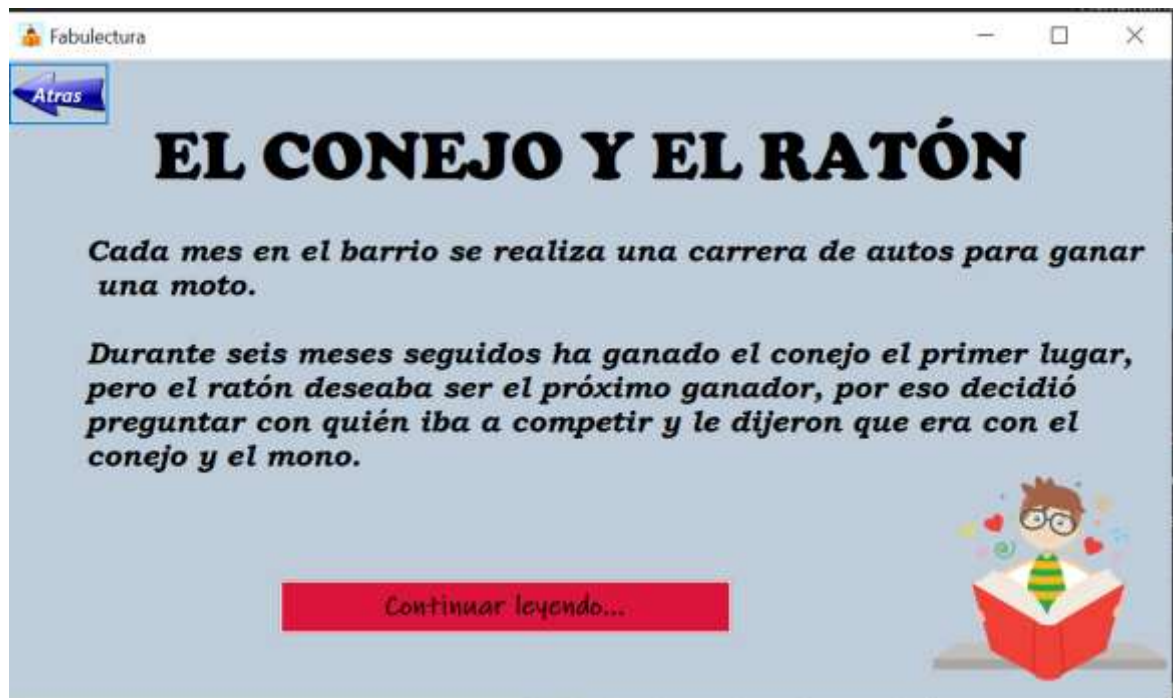 Fabulectura
Atras
EL CONEJO Y EL RATÓN
Cada mes en el barrio se realiza una carrera de autos para ganar
una moto.
Durante seis meses seguidos ha ganado el conejo el primer lugar,
pero el ratón deseaba ser el próximo ganador, por eso decidió
preguntar con quién iba a competir y le dijeron que era con el
conejo y el mono.
Continuar leyendo...